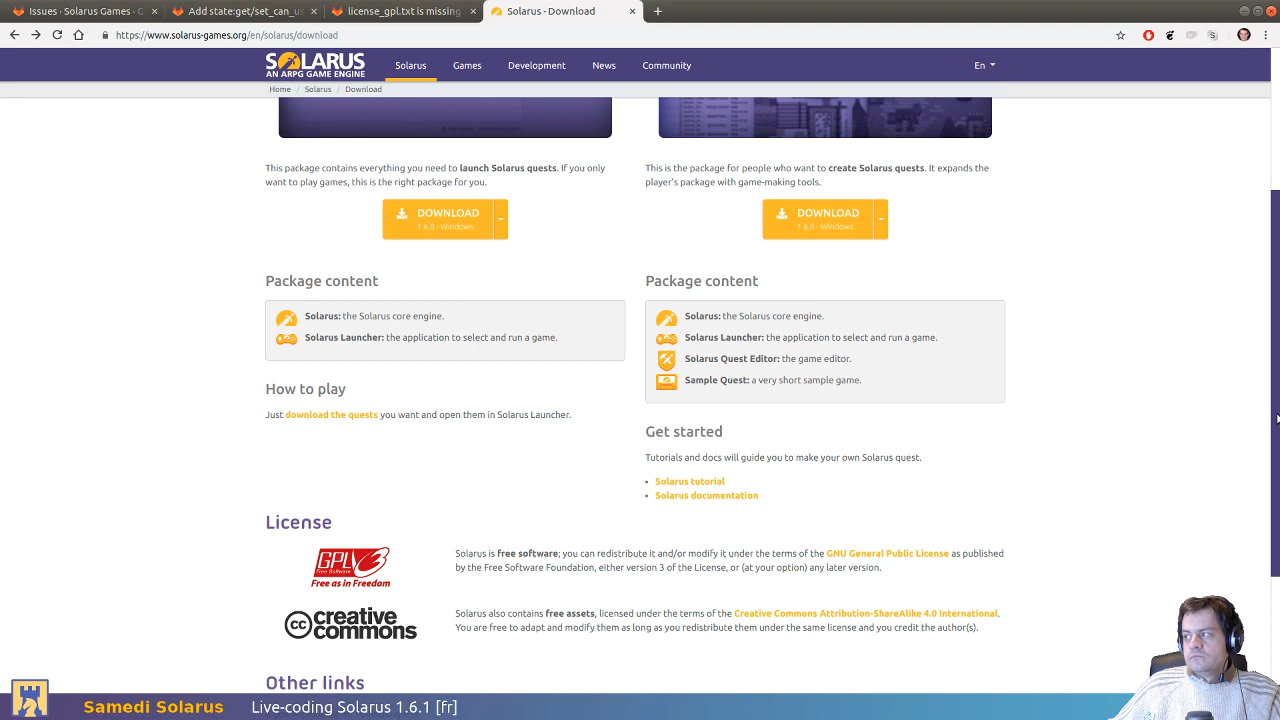 Issues · Solarus Games · G
Add state:get/set_can_us
license_gpl.txt is missing
Solarus - Download
https://www.solarus-games.org/en/solarus/download
SOLARUS
AN ARPG GAME ENGINE
Solarus
Games
Development
News
Community
En
Home / Solarus / Download
This package contains everything you need to launch Solarus quests. If you only
want to play games, this is the right package for you.
DOWNLOAD
1.6.0 - Windows
Package content
Solarus: the Solarus core engine.
Solarus Launcher: the application to select and run a game.
How to play
Just download the quests you want and open them in Solarus Launcher.
This is the package for people who want to create Solarus quests. It expands the
player's package with game-making tools.
DOWNLOAD
1.6.0 - Windows
Package content
Solarus: the Solarus core engine.
Solarus Launcher: the application to select and run a game.
Solarus Quest Editor: the game editor.
Sample Quest: a very short sample game.
Get started
Tutorials and docs will guide you to make your own Solarus quest.
• Solarus tutorial
• Solarus documentation
License
GPLv3
Free Software
Free as in Freedom
Solarus is free software; you can redistribute it and/or modify it under the terms of the GNU General Public License as published
by the Free Software Foundation, either version 3 of the License, or (at your option) any later version.
cc creative
commons
Solarus also contains free assets, licensed under the terms of the Creative Commons Attribution-ShareAlike 4.0 International.
You are free to adapt and modify them as long as you redistribute them under the same license and you credit the author(s).
Other links
Samedi Solarus
Live-coding Solarus 1.6.1 [fr]